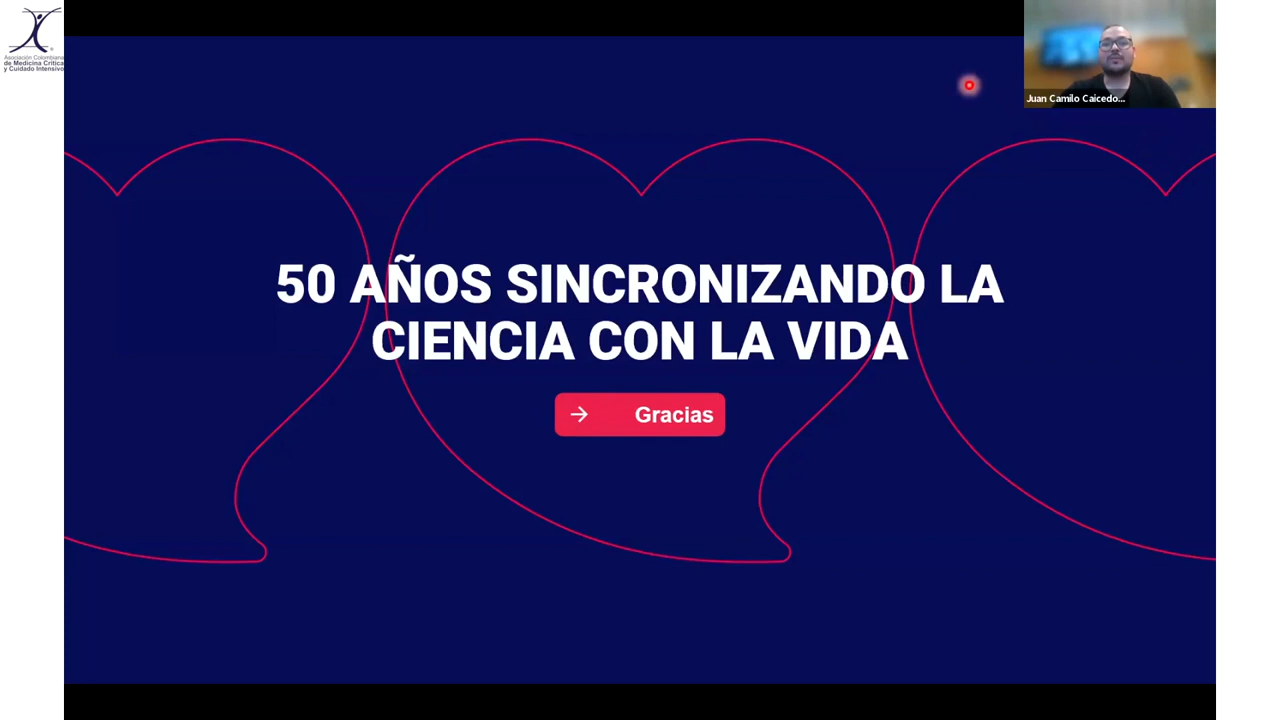 Asociación Colombiana
de Medicina Crítica
y Cuidado Intensivo
Juan Camilo Caicedo...
50 AÑOS SINCRONIZANDO LA
CIENCIA CON LA VIDA
Gracias